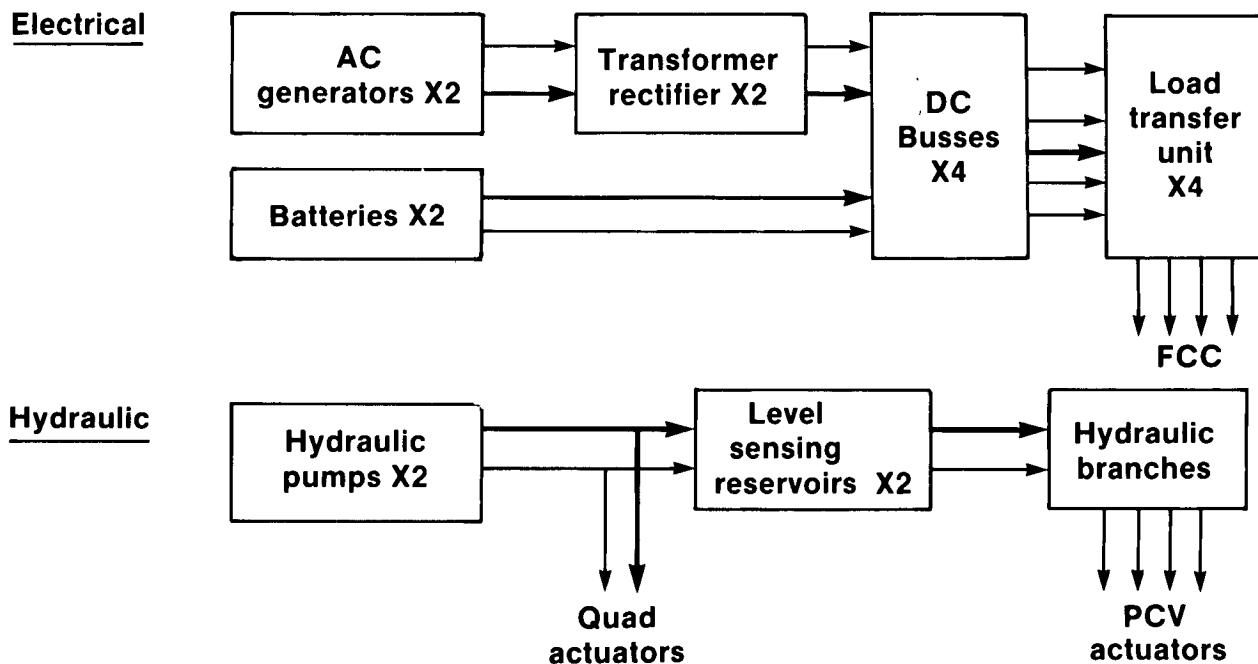 Electrical
AC
generators X2
Transformer
rectifier X2
DC
Busses
X4
Load
transfer
unit
X4
Batteries X2
FCC
Hydraulic
Hydraulic
pumps X2
Level
sensing
reservoirs X2
Hydraulic
branches
Quad
actuators
PCV
actuators